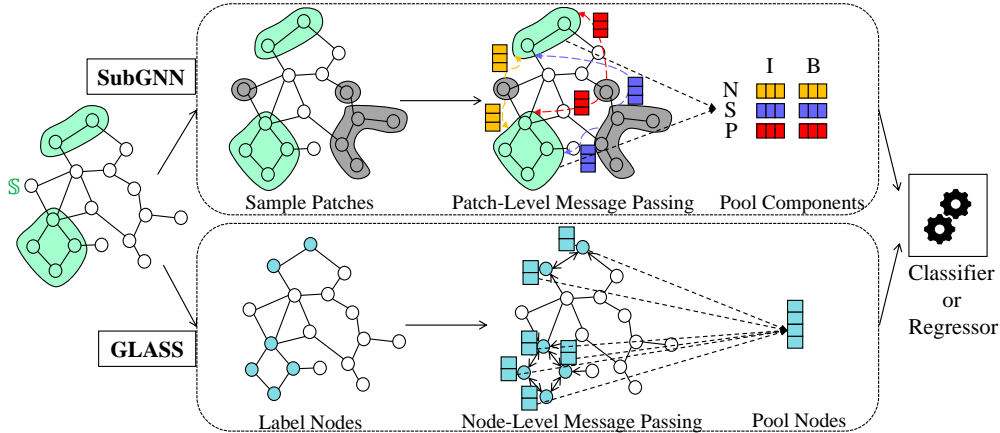 SubGNN
𝕊
GLASS
Sample Patches
Patch-Level Message Passing
I B
N
S
P
Pool Components
Label Nodes
Node-Level Message Passing
Pool Nodes
Classifier
or
Regressor